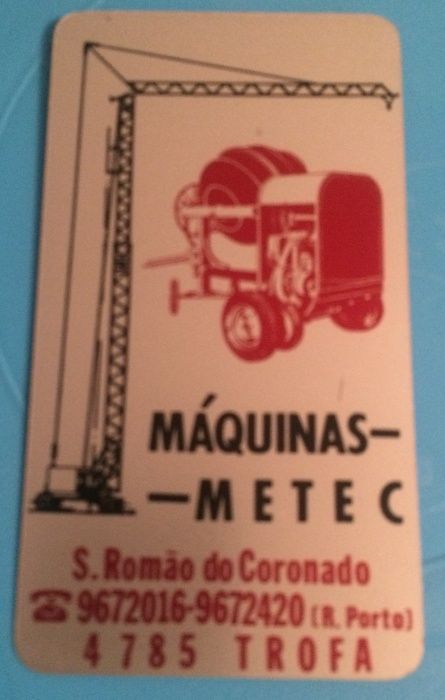 MÁQUINAS-
-METEC
S. Romão do Coronado
☎ 9672016-9672420 (R. Porto)
4785 TROFA